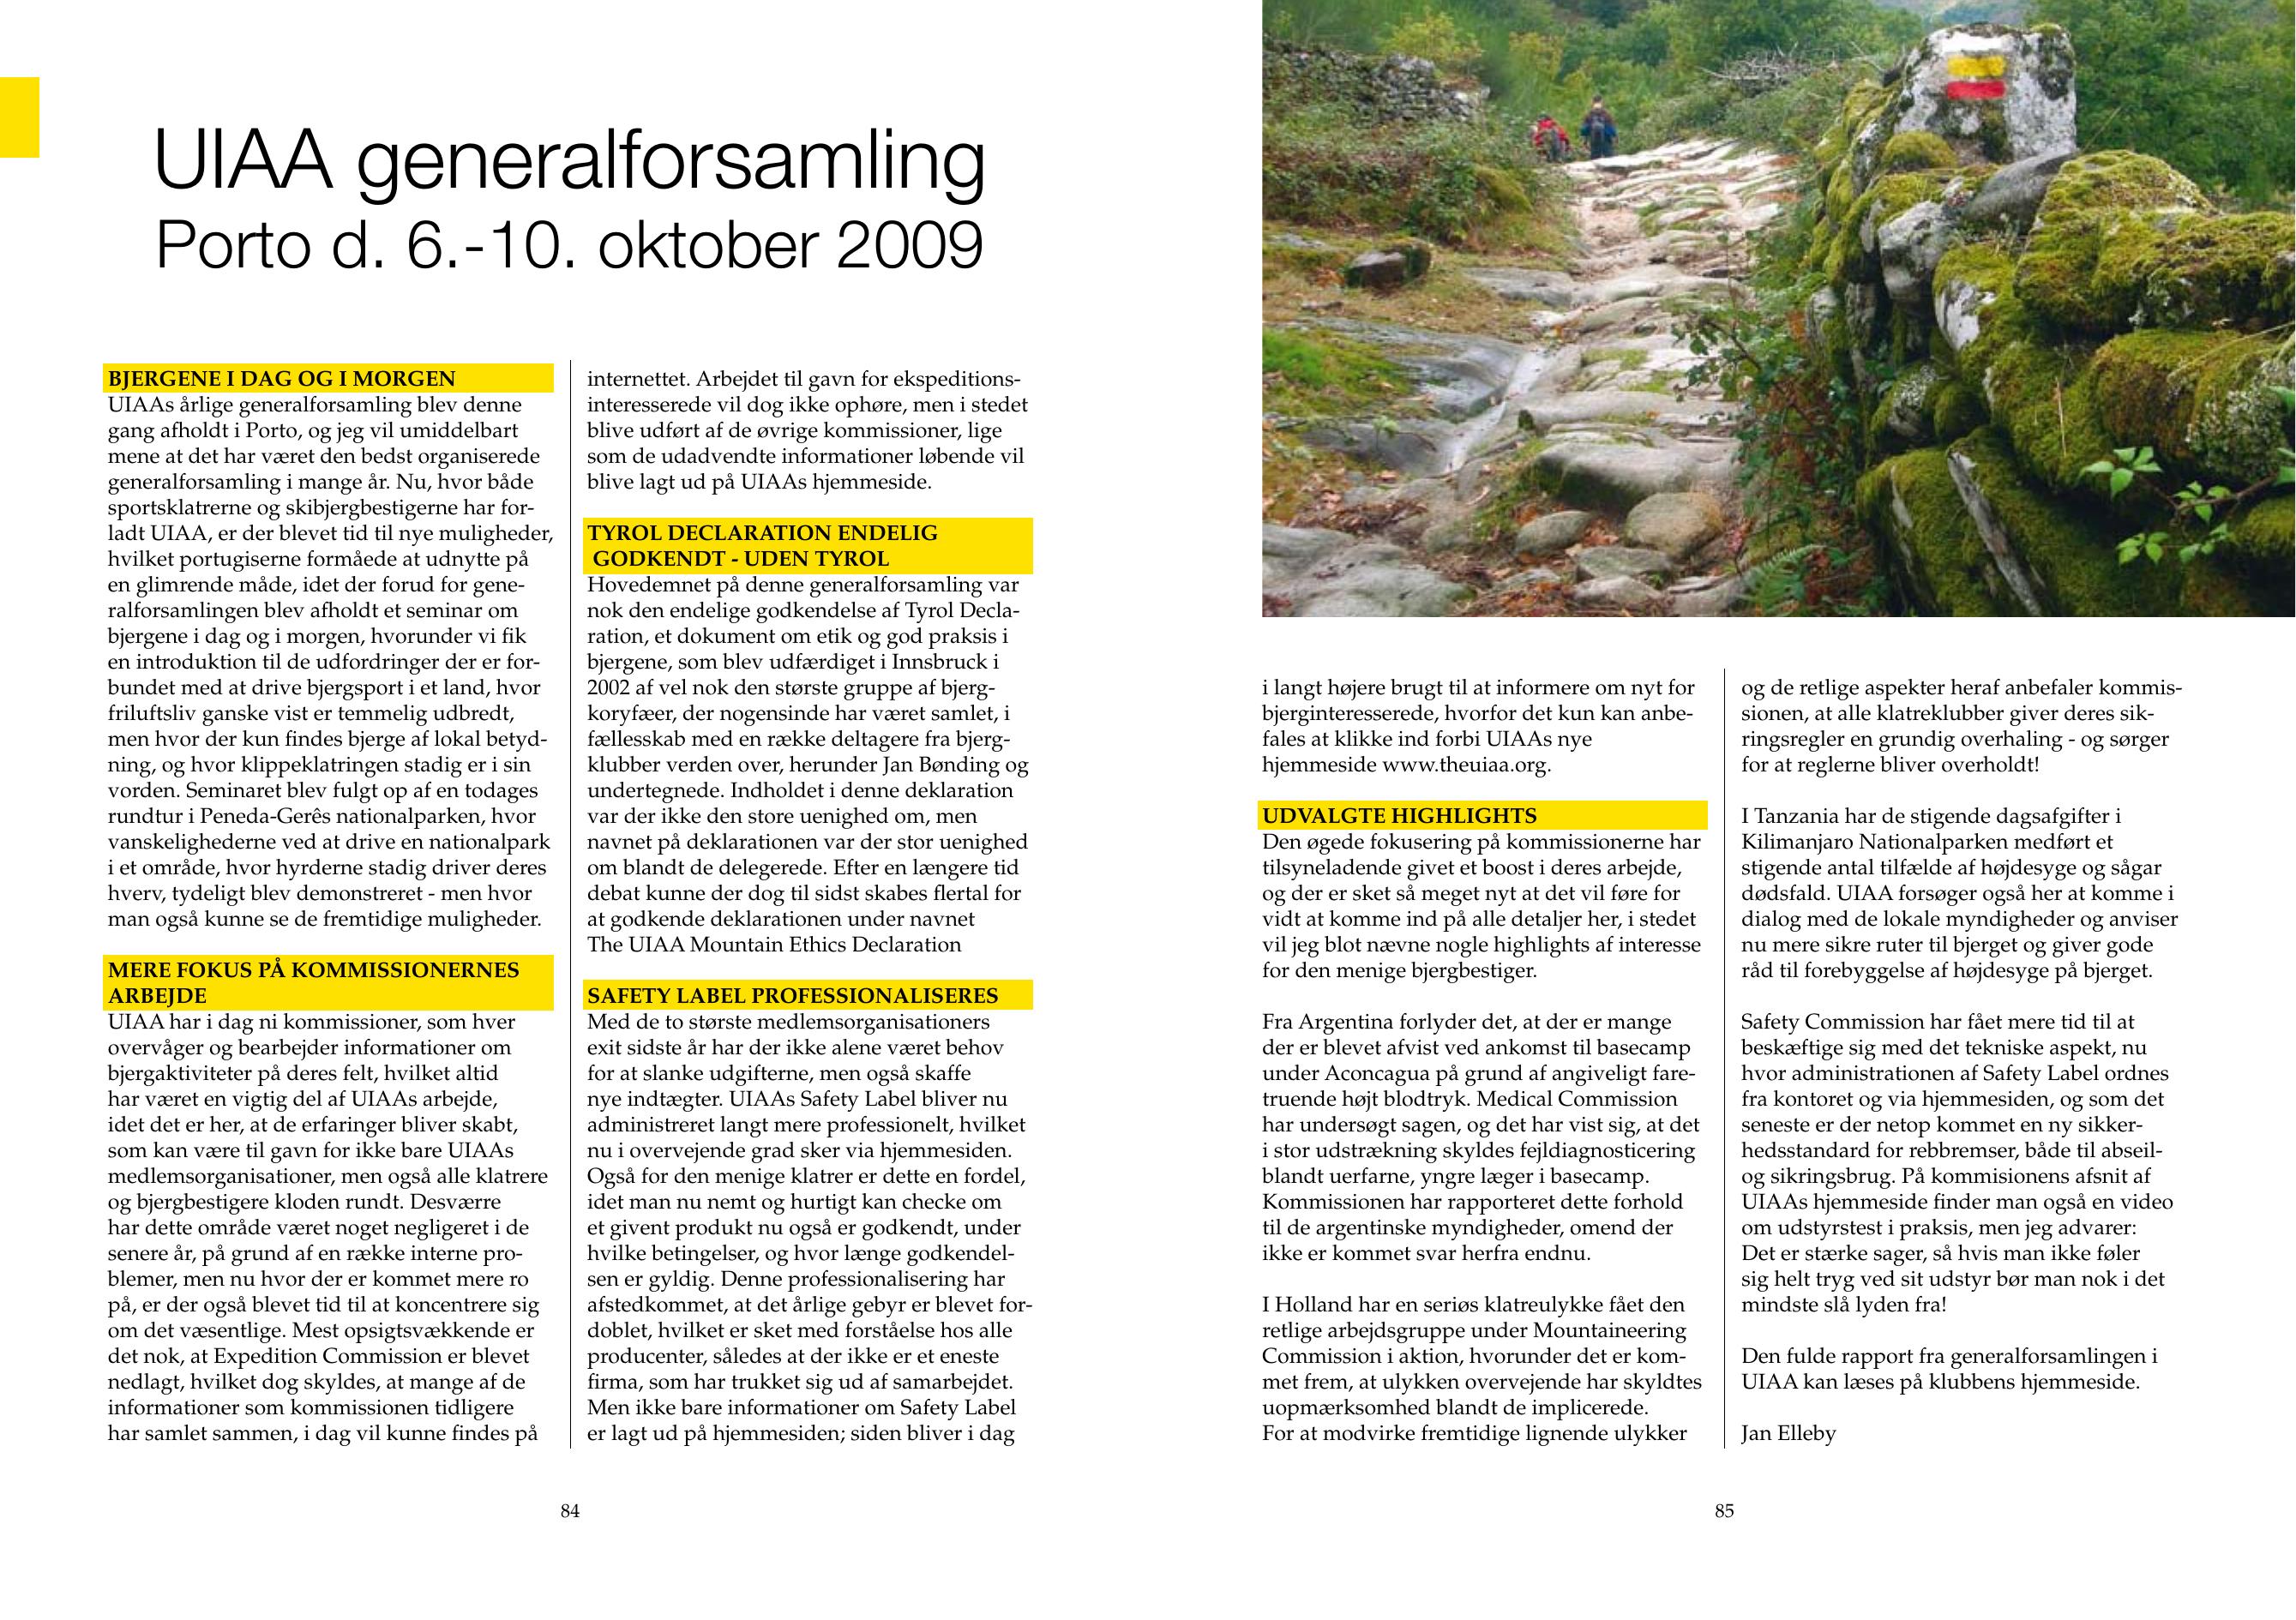 UIAA generalforsamling
Porto d. 6.-10. oktober 2009
BJERGENE I DAG OG I MORGEN
UIAAs årlige generalforsamling blev denne
gang afholdt i Porto, og jeg vil umiddelbart
mene at det har været den bedst organiserede
generalforsamling i mange år. Nu, hvor både
sportsklatrerne og skibjergbestigerne har for-
ladt UIAA, er der blevet tid til nye muligheder,
hvilket portugiserne formåede at udnytte på
en glimrende måde, idet der forud for gene-
ralforsamlingen blev afholdt et seminar om
bjergene i dag og i morgen, hvorunder vi fik
en introduktion til de udfordringer der er for-
bundet med at drive bjergsport i et land, hvor
friluftsliv ganske vist er temmelig udbredt,
men hvor der kun findes bjerge af lokal betyd-
ning, og hvor klippeklatringen stadig er i sin
vorden. Seminaret blev fulgt op af en todages
rundtur i Peneda-Gerês nationalparken, hvor
vanskelighederne ved at drive en nationalpark
i et område, hvor hyrderne stadig driver deres
hverv, tydeligt blev demonstreret - men hvor
man også kunne se de fremtidige muligheder.
MERE FOKUS PÅ KOMMISSIONERNES
ARBEJDE
UIAA har i dag ni kommissioner, som hver
overvåger og bearbejder informationer om
bjergaktiviteter på deres felt, hvilket altid
har været en vigtig del af UIAAs arbejde,
idet det er her, at de erfaringer bliver skabt,
som kan være til gavn for ikke bare UIAAs
medlemsorganisationer, men også alle klatrere
og bjergbestigere kloden rundt. Desværre
har dette område været noget negligeret i de
senere år, på grund af en række interne pro-
blemer, men nu hvor der er kommet mere ro
på, er der også blevet tid til at koncentrere sig
om det væsentlige. Mest opsigtsvækkende er
det nok, at Expedition Commission er blevet
nedlagt, hvilket dog skyldes, at mange af de
informationer som kommissionen tidligere
har samlet sammen, i dag vil kunne findes på
internettet. Arbejdet til gavn for ekspeditions-
interesserede vil dog ikke ophøre, men i stedet
blive udført af de øvrige kommissioner, lige
som de udadvendte informationer løbende vil
blive lagt ud på UIAAs hjemmeside.
TYROL DECLARATION ENDELIG
GODKENDT - UDEN TYROL
Hovedemnet på denne generalforsamling var
nok den endelige godkendelse af Tyrol Decla-
ration, et dokument om etik og god praksis i
bjergene, som blev udfærdiget i Innsbruck i
2002 af vel nok den største gruppe af bjerg-
koryfæer, der nogensinde har været samlet, i
fællesskab med en række deltagere fra bjerg-
klubber verden over, herunder Jan Bønding og
undertegnede. Indholdet i denne deklaration
var der ikke den store uenighed om, men
navnet på deklarationen var der stor uenighed
om blandt de delegerede. Efter en længere tid
debat kunne der dog til sidst skabes flertal for
at godkende deklarationen under navnet
The UIAA Mountain Ethics Declaration
SAFETY LABEL PROFESSIONALISERES
Med de to største medlemsorganisationers
exit sidste år har der ikke alene været behov
for at slanke udgifterne, men også skaffe
nye indtægter. UIAAs Safety Label bliver nu
administreret langt mere professionelt, hvilket
nu i overvejende grad sker via hjemmesiden.
Også for den menige klatrer er dette en fordel,
idet man nu nemt og hurtigt kan checke om
et givent produkt nu også er godkendt, under
hvilke betingelser, og hvor længe godkendel-
sen er gyldig. Denne professionalisering har
afstedkommet, at det årlige gebyr er blevet for-
doblet, hvilket er sket med forståelse hos alle
producenter, således at der ikke er et eneste
firma, som har trukket sig ud af samarbejdet.
Men ikke bare informationer om Safety Label
er lagt ud på hjemmesiden; siden bliver i dag
84
i langt højere brugt til at informere om nyt for
bjerginteresserede, hvorfor det kun kan anbe-
fales at klikke ind forbi UIAAs nye
hjemmeside www.theuiaa.org.
UDVALGTE HIGHLIGHTS
Den øgede fokusering på kommissionerne har
tilsyneladende givet et boost i deres arbejde,
og der er sket så meget nyt at det vil føre for
vidt at komme ind på alle detaljer her, i stedet
vil jeg blot nævne nogle highlights af interesse
for den menige bjergbestiger.
Fra Argentina forlyder det, at der er mange
der er blevet afvist ved ankomst til basecamp
under Aconcagua på grund af angiveligt fare-
truende højt blodtryk. Medical Commission
har undersøgt sagen, og det har vist sig, at det
i stor udstrækning skyldes fejldiagnosticering
blandt uerfarne, yngre læger i basecamp.
Kommissionen har rapporteret dette forhold
til de argentinske myndigheder, omend der
ikke er kommet svar herfra endnu.
I Holland har en seriøs klatreulykke fået den
retlige arbejdsgruppe under Mountaineering
Commission i aktion, hvorunder det er kom-
met frem, at ulykken overvejende har skyldtes
uopmærksomhed blandt de implicerede.
For at modvirke fremtidige lignende ulykker
og de retlige aspekter heraf anbefaler kommis-
sionen, at alle klatreklubber giver deres sik-
ringsregler en grundig overhaling - og sørger
for at reglerne bliver overholdt!
I Tanzania har de stigende dagsafgifter i
Kilimanjaro Nationalparken medført et
stigende antal tilfælde af højdesyge og sågar
dødsfald. UIAA forsøger også her at komme i
dialog med de lokale myndigheder og anviser
nu mere sikre ruter til bjerget og giver gode
råd til forebyggelse af højdesyge på bjerget.
Safety Commission har fået mere tid til at
beskæftige sig med det tekniske aspekt, nu
hvor administrationen af Safety Label ordnes
fra kontoret og via hjemmesiden, og som det
seneste er der netop kommet en ny sikker-
hedsstandard for rebbremser, både til abseil-
og sikringsbrug. På kommisionens afsnit af
UIAAs hjemmeside finder man også en video
om udstyrstest i praksis, men jeg advarer:
Det er stærke sager, så hvis man ikke føler
sig helt tryg ved sit udstyr bør man nok i det
mindste slå lyden fra!
Den fulde rapport fra generalforsamlingen i
UIAA kan læses på klubbens hjemmeside.
Jan Elleby
85